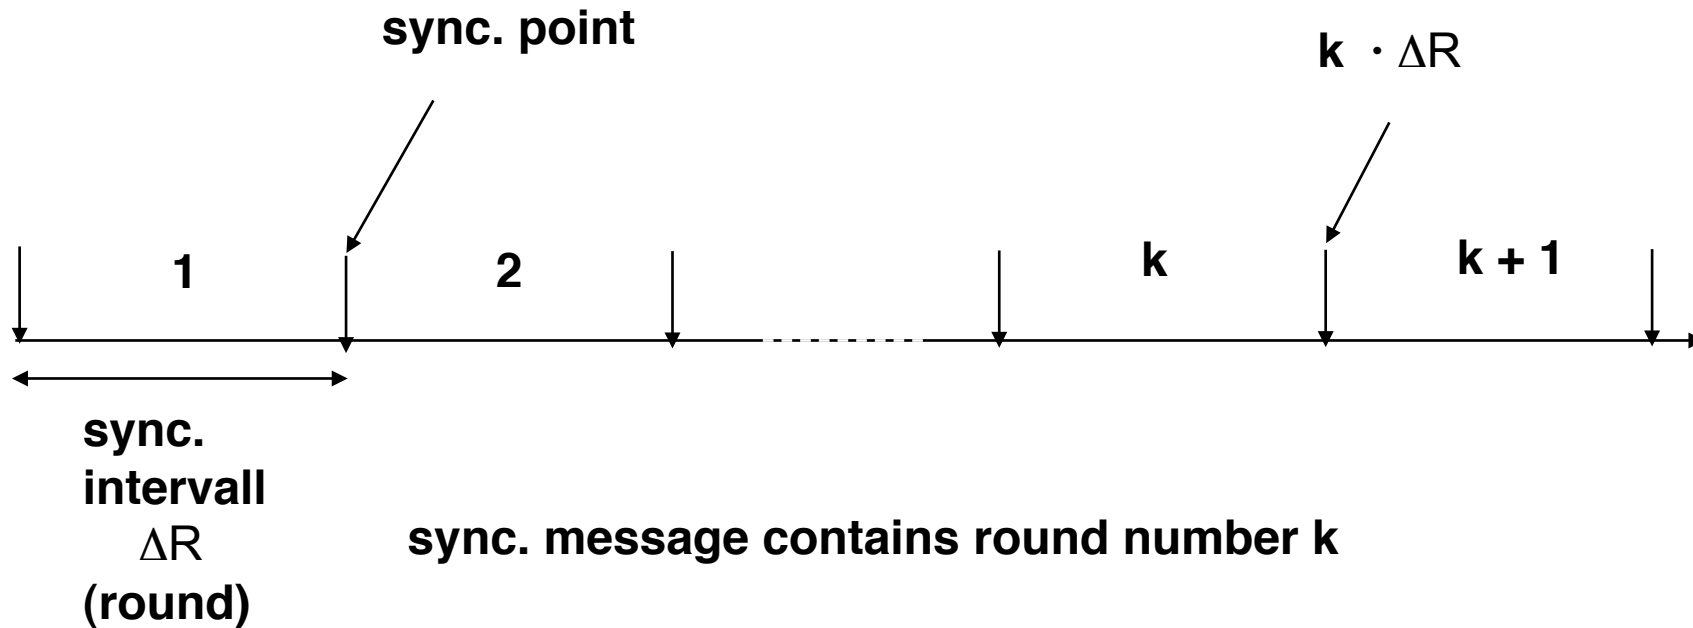 sync. point
k · ΔR
1
2
k
k + 1
sync.
intervall
ΔR
(round)
sync. message contains round number k